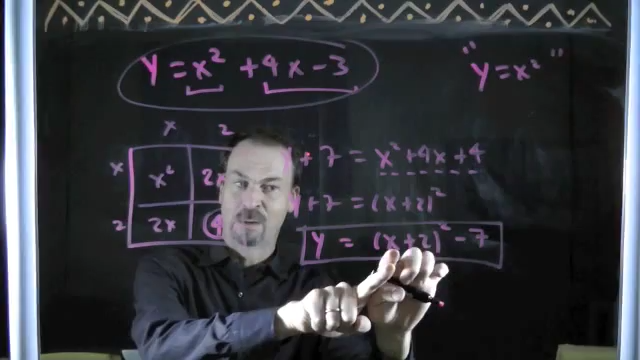 y = x² + 4x - 3
"y = x²"
x 2
x x² 2x
2 2x 4
y + 7 = x² + 4x + 4
y + 7 = (x+2)²
y = (x+2)² - 7